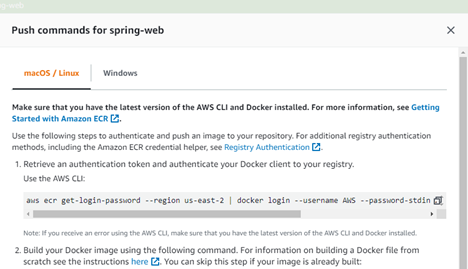 g-web
Push commands for spring-web
macOS / Linux
Windows
Make sure that you have the latest version of the AWS CLI and Docker installed. For more information, see Getting
Started with Amazon ECR.
Use the following steps to authenticate and push an image to your repository. For additional registry authentication
methods, including the Amazon ECR credential helper, see Registry Authentication.
1. Retrieve an authentication token and authenticate your Docker client to your registry.
Use the AWS CLI:
aws ecr get-login-password --region us-east-2 | docker login --username AWS --password-stdin
Note: If you receive an error using the AWS CLI, make sure that you have the latest version of the AWS CLI and Docker installed.
2. Build your Docker image using the following command. For information on building a Docker file from
scratch see the instructions here. You can skip this step if your image is already built: